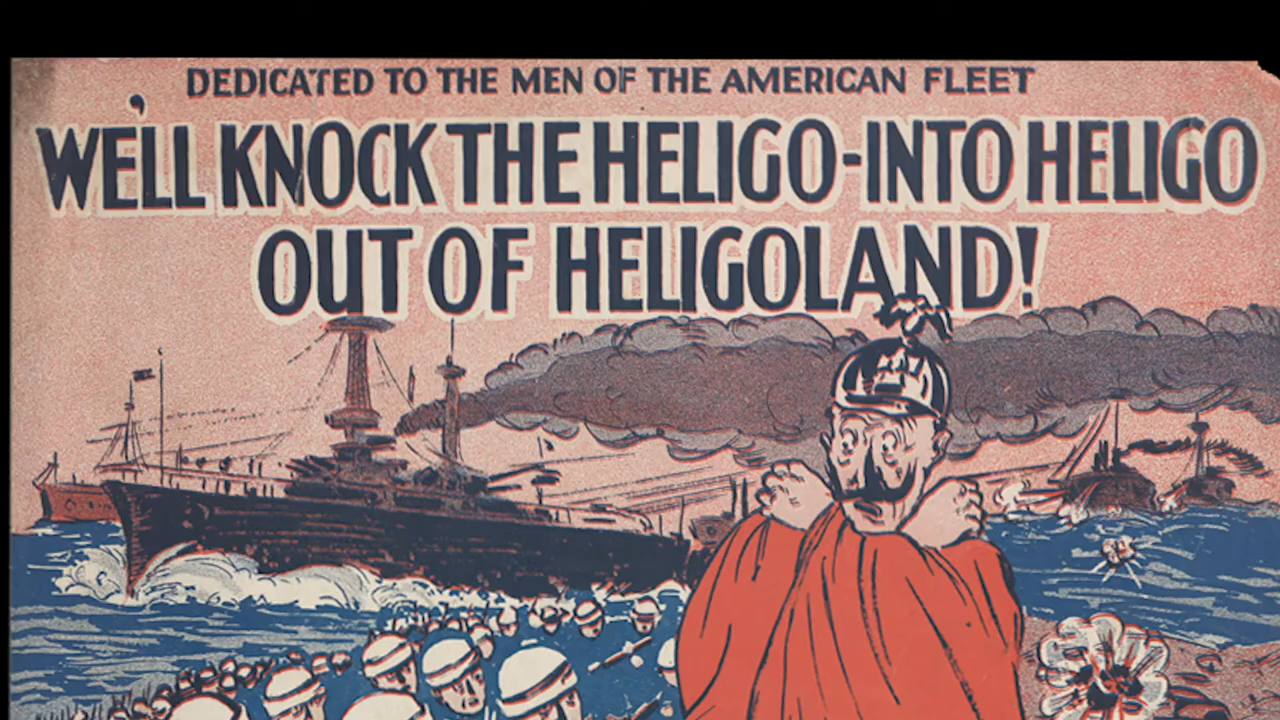 DEDICATED TO THE MEN OF THE AMERICAN FLEET
WE'LL KNOCK THE HELIGO-INTO HELIGO
OUT OF HELIGOLAND!